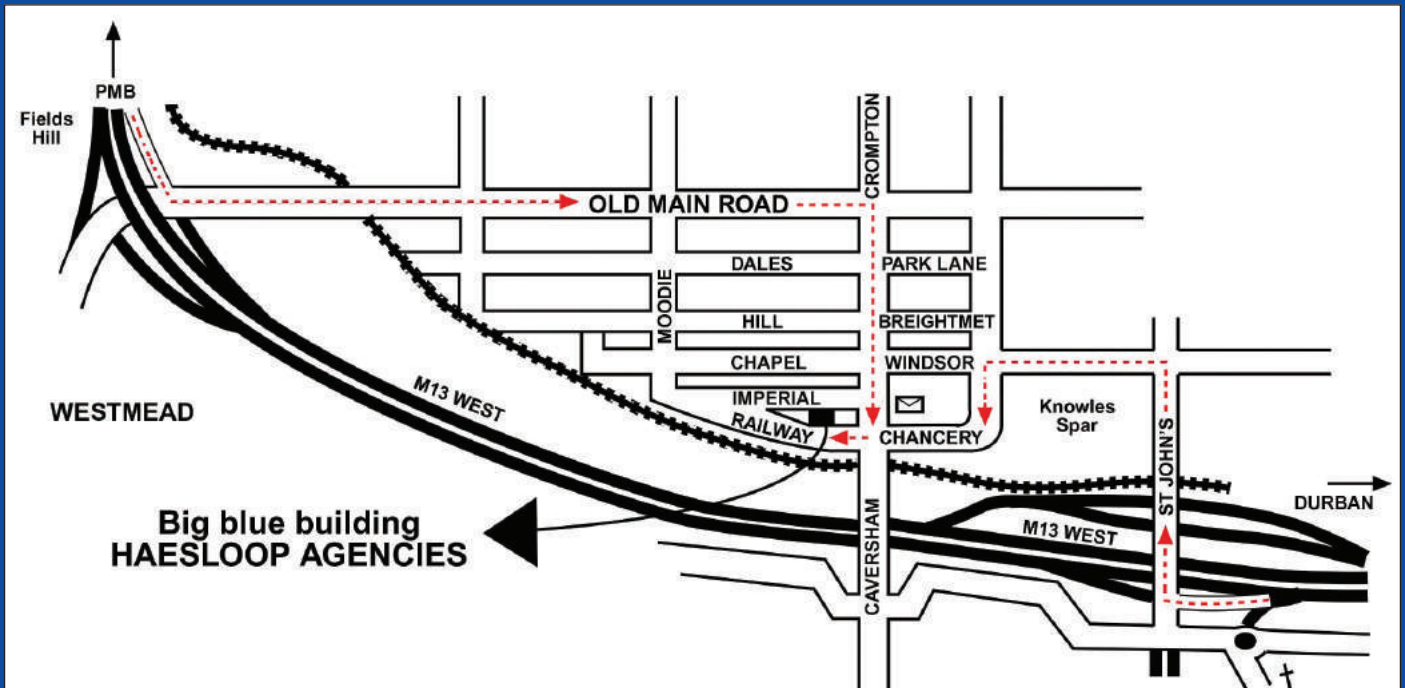 PMB
Fields
Hill
CROMPTON
OLD MAIN ROAD
DALES
PARK LANE
MOODIE
HILL
BREIGHTMET
CHAPEL
WINDSOR
IMPERIAL
RAILWAY
CHANCERY
M13 WEST
WESTMEAD
Knowles
Spar
ST JOHN'S
DURBAN
M13 WEST
CAVERSHAM
Big blue building
HAESLOOP AGENCIES